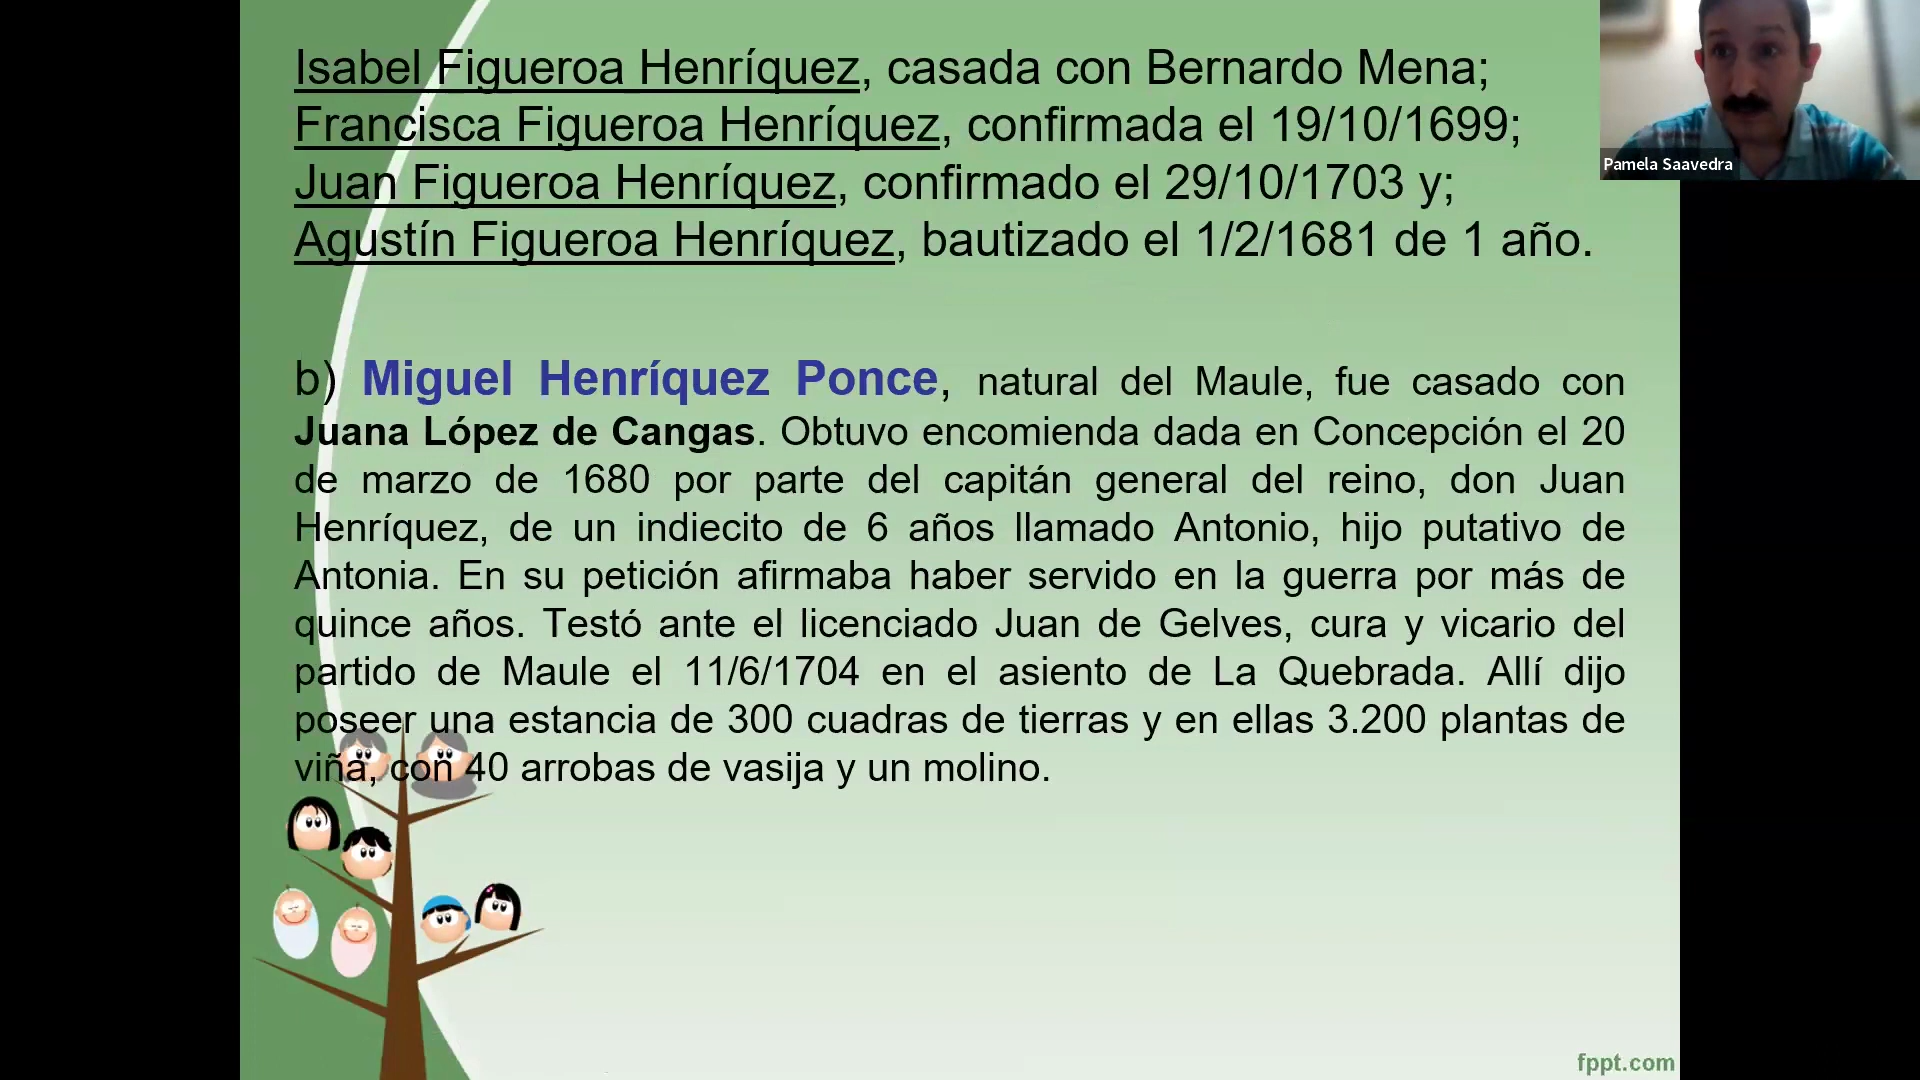 Isabel Figueroa Henríquez, casada con Bernardo Mena;
Francisca Figueroa Henríquez, confirmada el 19/10/1699;
Juan Figueroa Henríquez, confirmado el 29/10/1703 y;
Agustín Figueroa Henríquez, bautizado el 1/2/1681 de 1 año.
Pamela Saavedra
b) Miguel Henríquez Ponce, natural del Maule, fue casado con
Juana López de Cangas. Obtuvo encomienda dada en Concepción el 20
de marzo de 1680 por parte del capitán general del reino, don Juan
Henríquez, de un indiecito de 6 años llamado Antonio, hijo putativo de
Antonia. En su petición afirmaba haber servido en la guerra por más de
quince años. Testó ante el licenciado Juan de Gelves, cura y vicario del
partido de Maule el 11/6/1704 en el asiento de La Quebrada. Allí dijo
poseer una estancia de 300 cuadras de tierras y en ellas 3.200 plantas de
viña, con 40 arrobas de vasija y un molino.
fppt.com